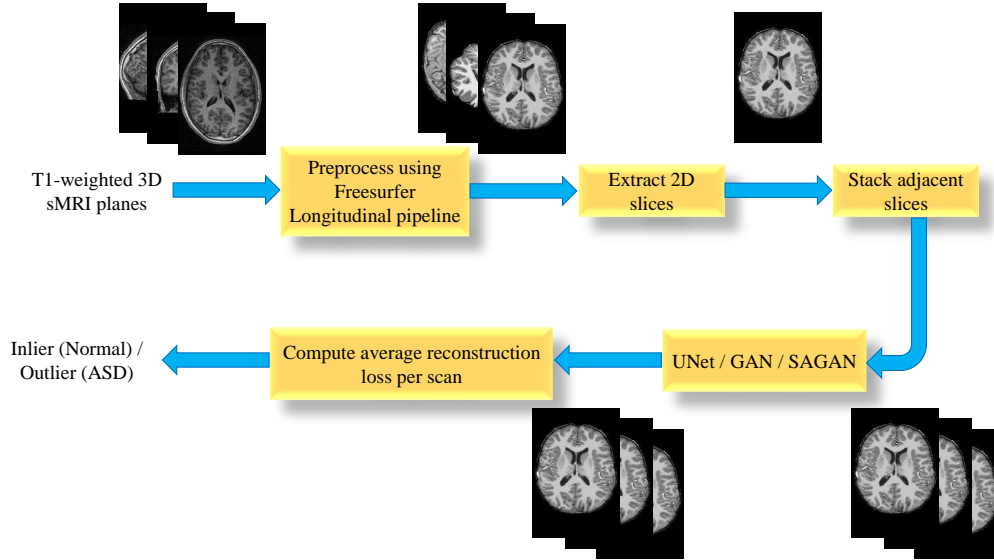 T1-weighted 3D
sMRI planes
Preprocess using
Freesurfer
Longitudinal pipeline
Extract 2D
slices
Stack adjacent
slices
Inlier (Normal) /
Outlier (ASD)
Compute average reconstruction
loss per scan
UNet / GAN / SAGAN